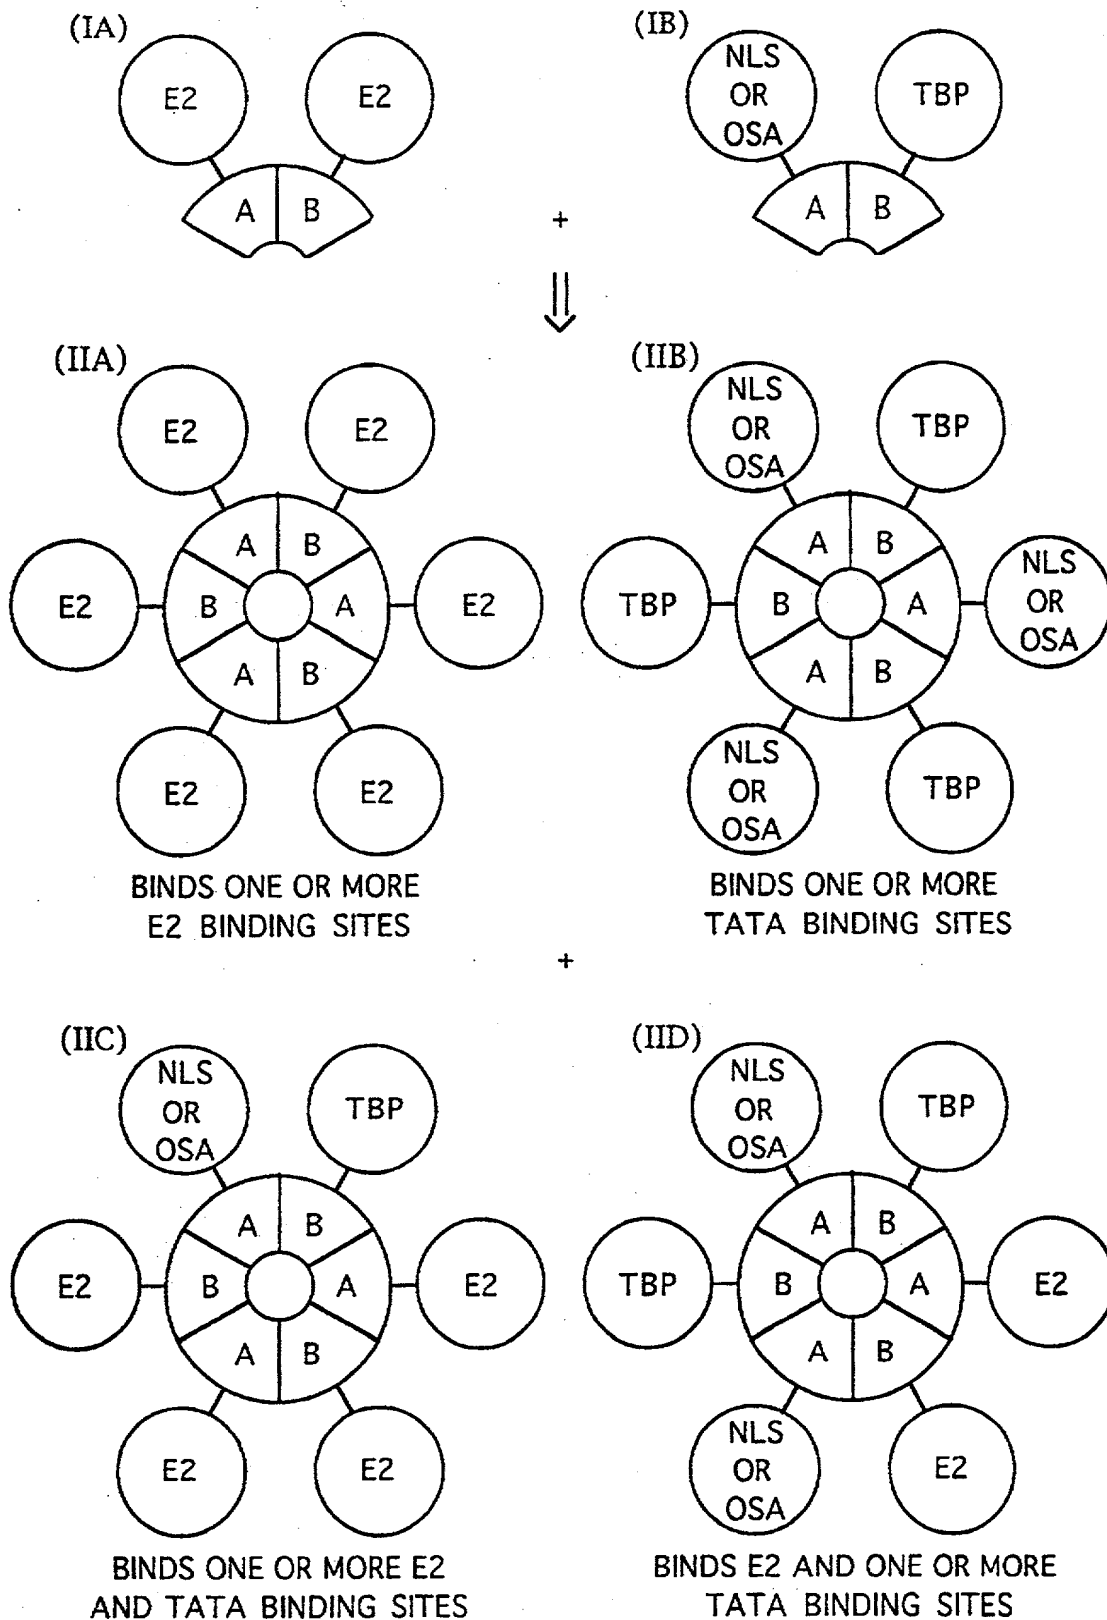 (IA)
E2
E2
A
B
+
(IB)
NLS
OR
OSA
TBP
A
B
(IIA)
E2
E2
E2
A
B
B
A
A
B
E2
E2
E2
BINDS ONE OR MORE
E2 BINDING SITES
(IIB)
NLS
OR
OSA
TBP
TBP
A
B
B
A
A
B
NLS
OR
OSA
NLS
OR
OSA
TBP
BINDS ONE OR MORE
TATA BINDING SITES
+
(IIC)
NLS
OR
OSA
TBP
E2
A
B
B
A
A
B
E2
E2
E2
BINDS ONE OR MORE E2
AND TATA BINDING SITES
(IID)
NLS
OR
OSA
TBP
TBP
A
B
B
A
A
B
E2
NLS
OR
OSA
E2
BINDS E2 AND ONE OR MORE
TATA BINDING SITES